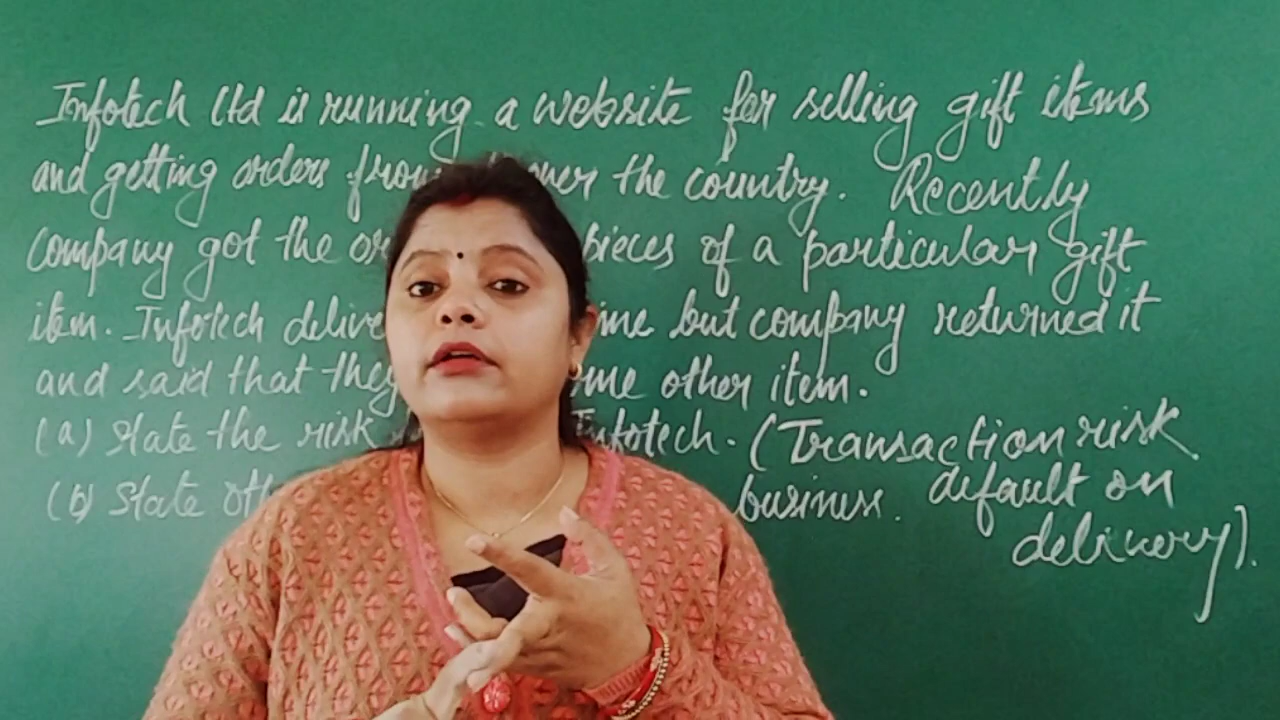 Infotech Ltd is running a website for selling gift items
and getting orders from over the country. Recently
company got the pieces of a particular gift
item. Infotech but company returned it
and said that they other item.
(a) State the risk Infotech. (Transaction risk
(b) State business. default on
delivery).